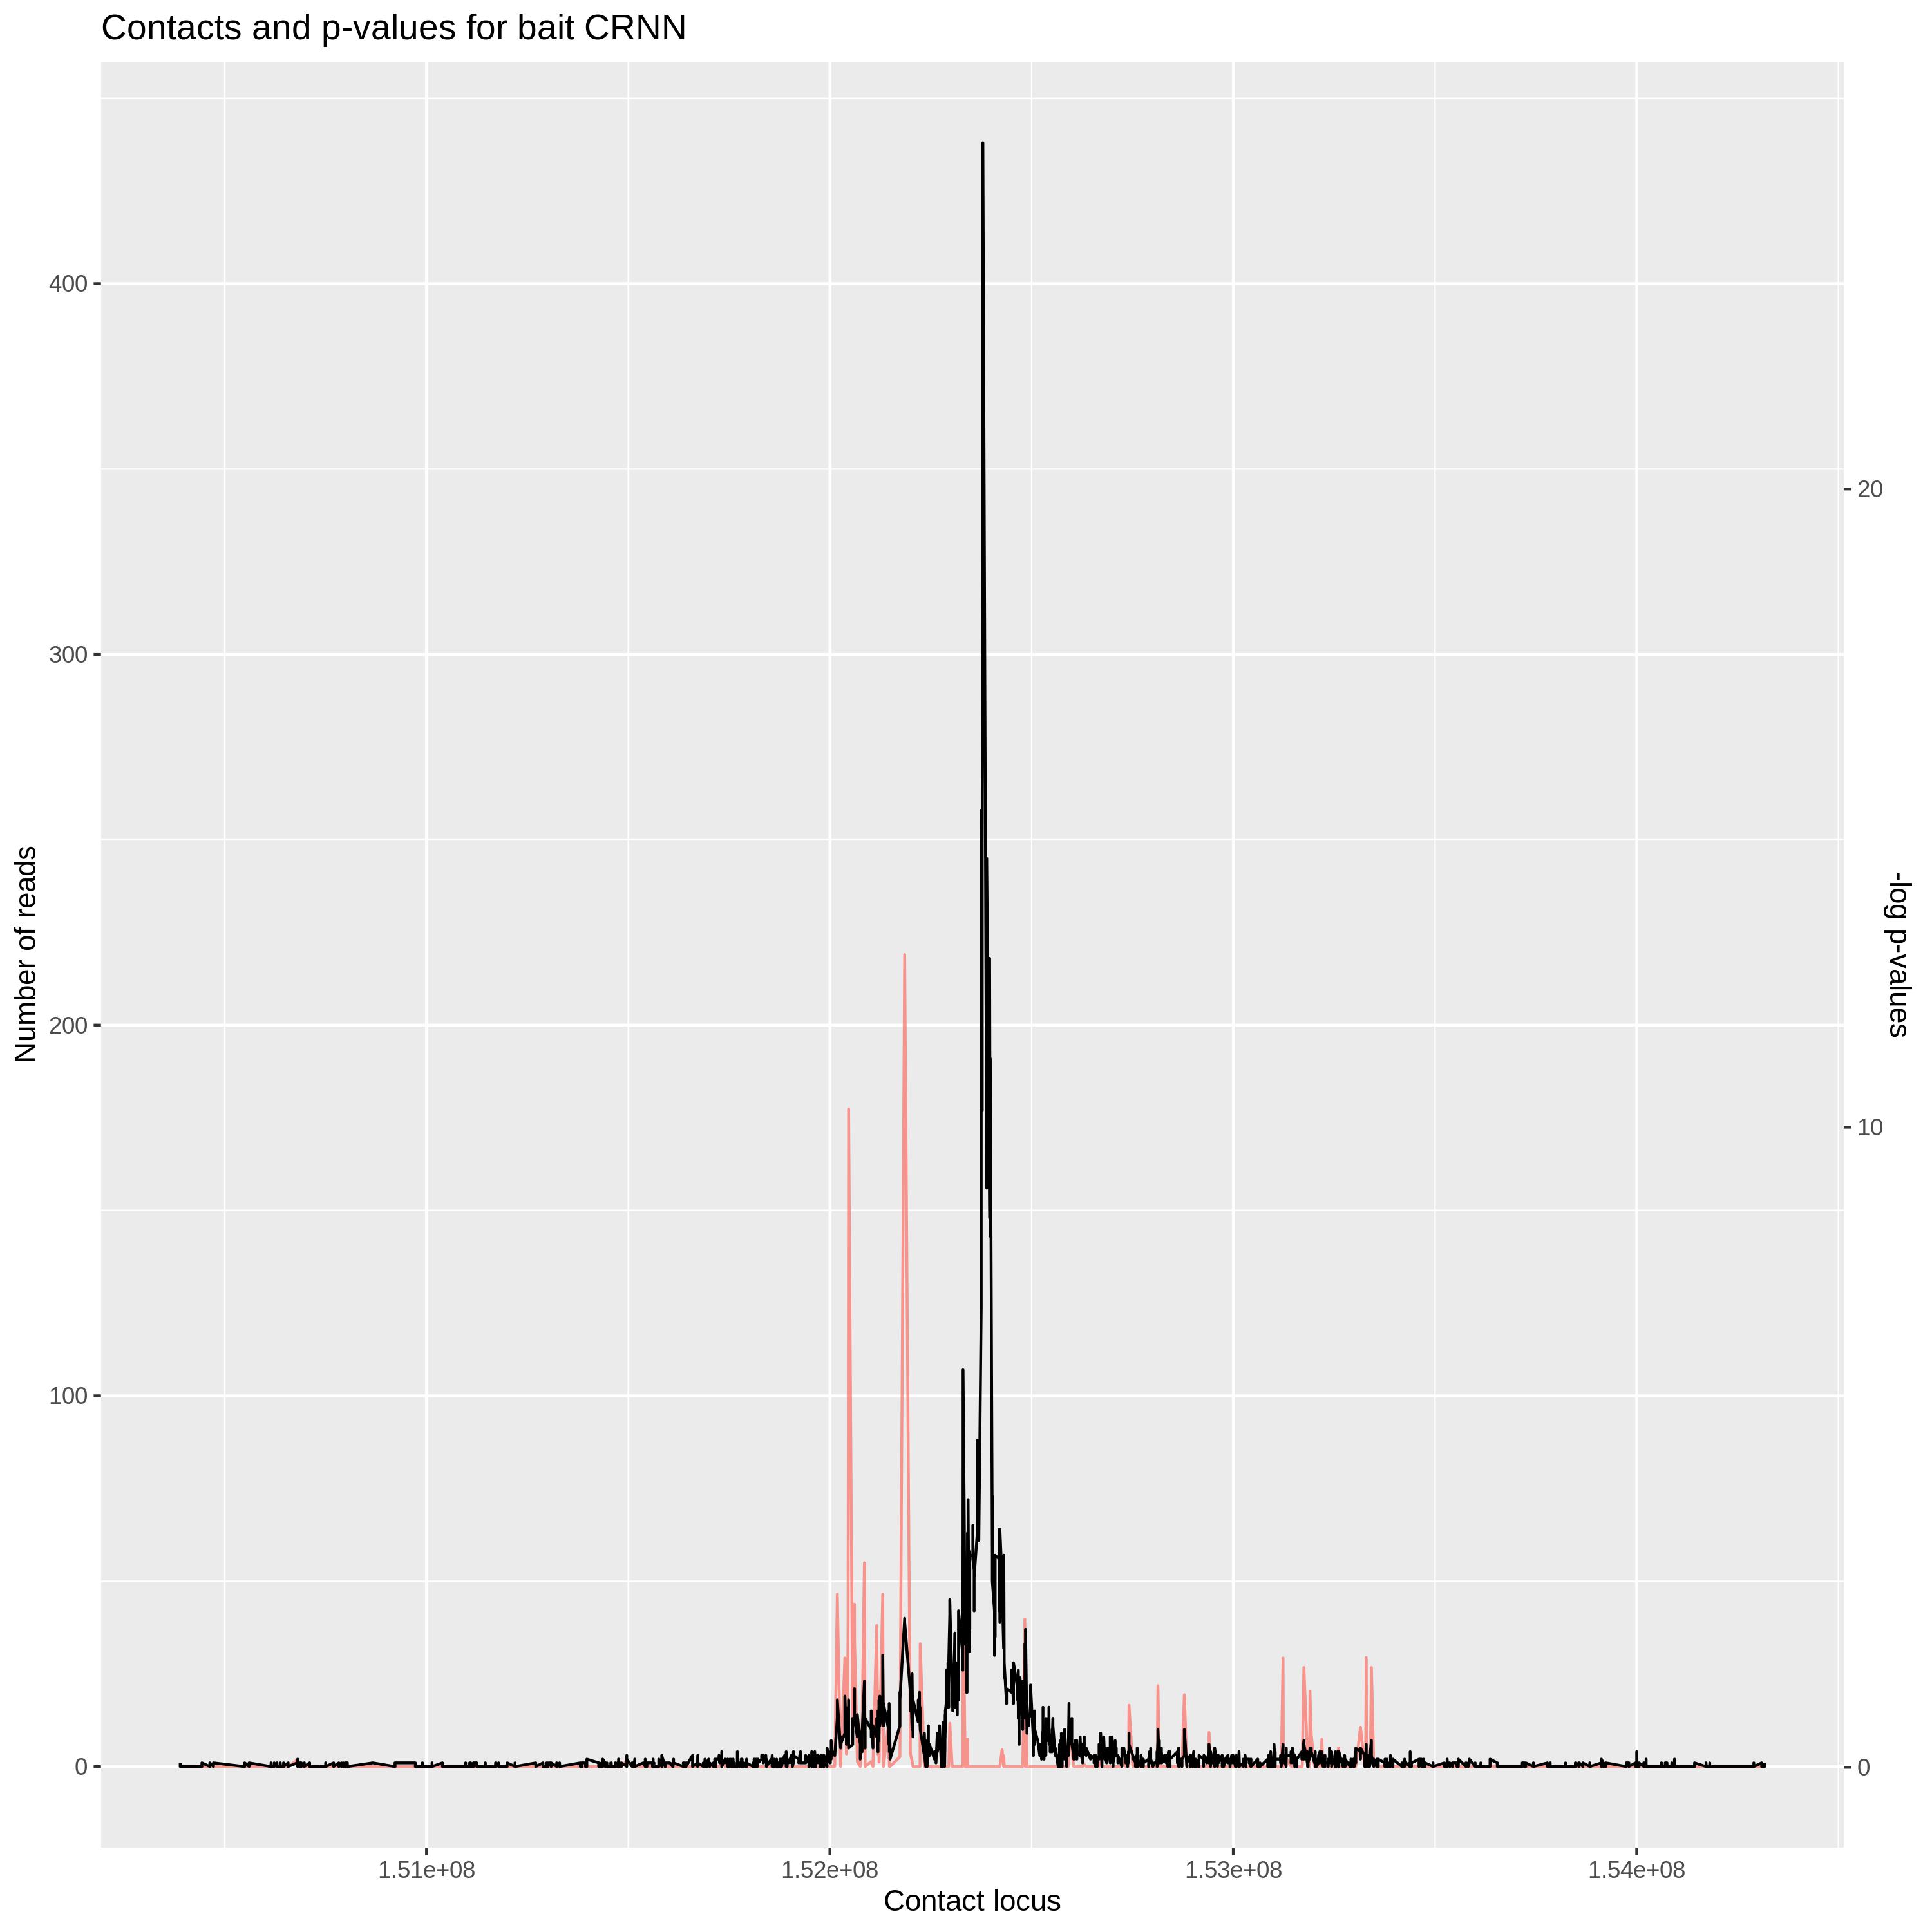 Contacts and p-values for bait CRNN
400
300
200
100
0
Number of reads
20
10
0
-log p-values
1.51e+08
1.52e+08
1.53e+08
1.54e+08
Contact locus